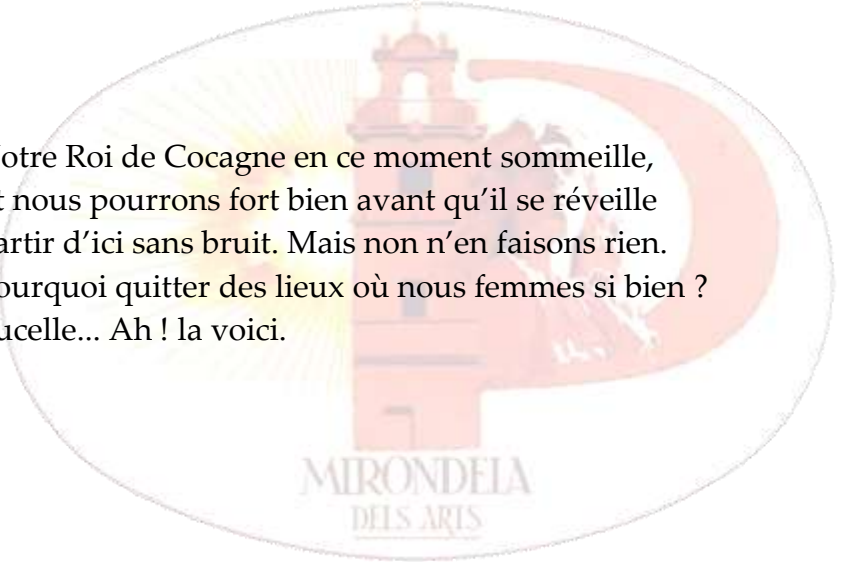 otre Roi de Cocagne en ce moment sommeille,
t nous pourrons fort bien avant qu’il se réveille
artir d’ici sans bruit. Mais non n’en faisons rien.
ourquoi quitter des lieux où nous femmes si bien ?
ucelle... Ah ! la voici.
MIRONDELA
DELS ARTS